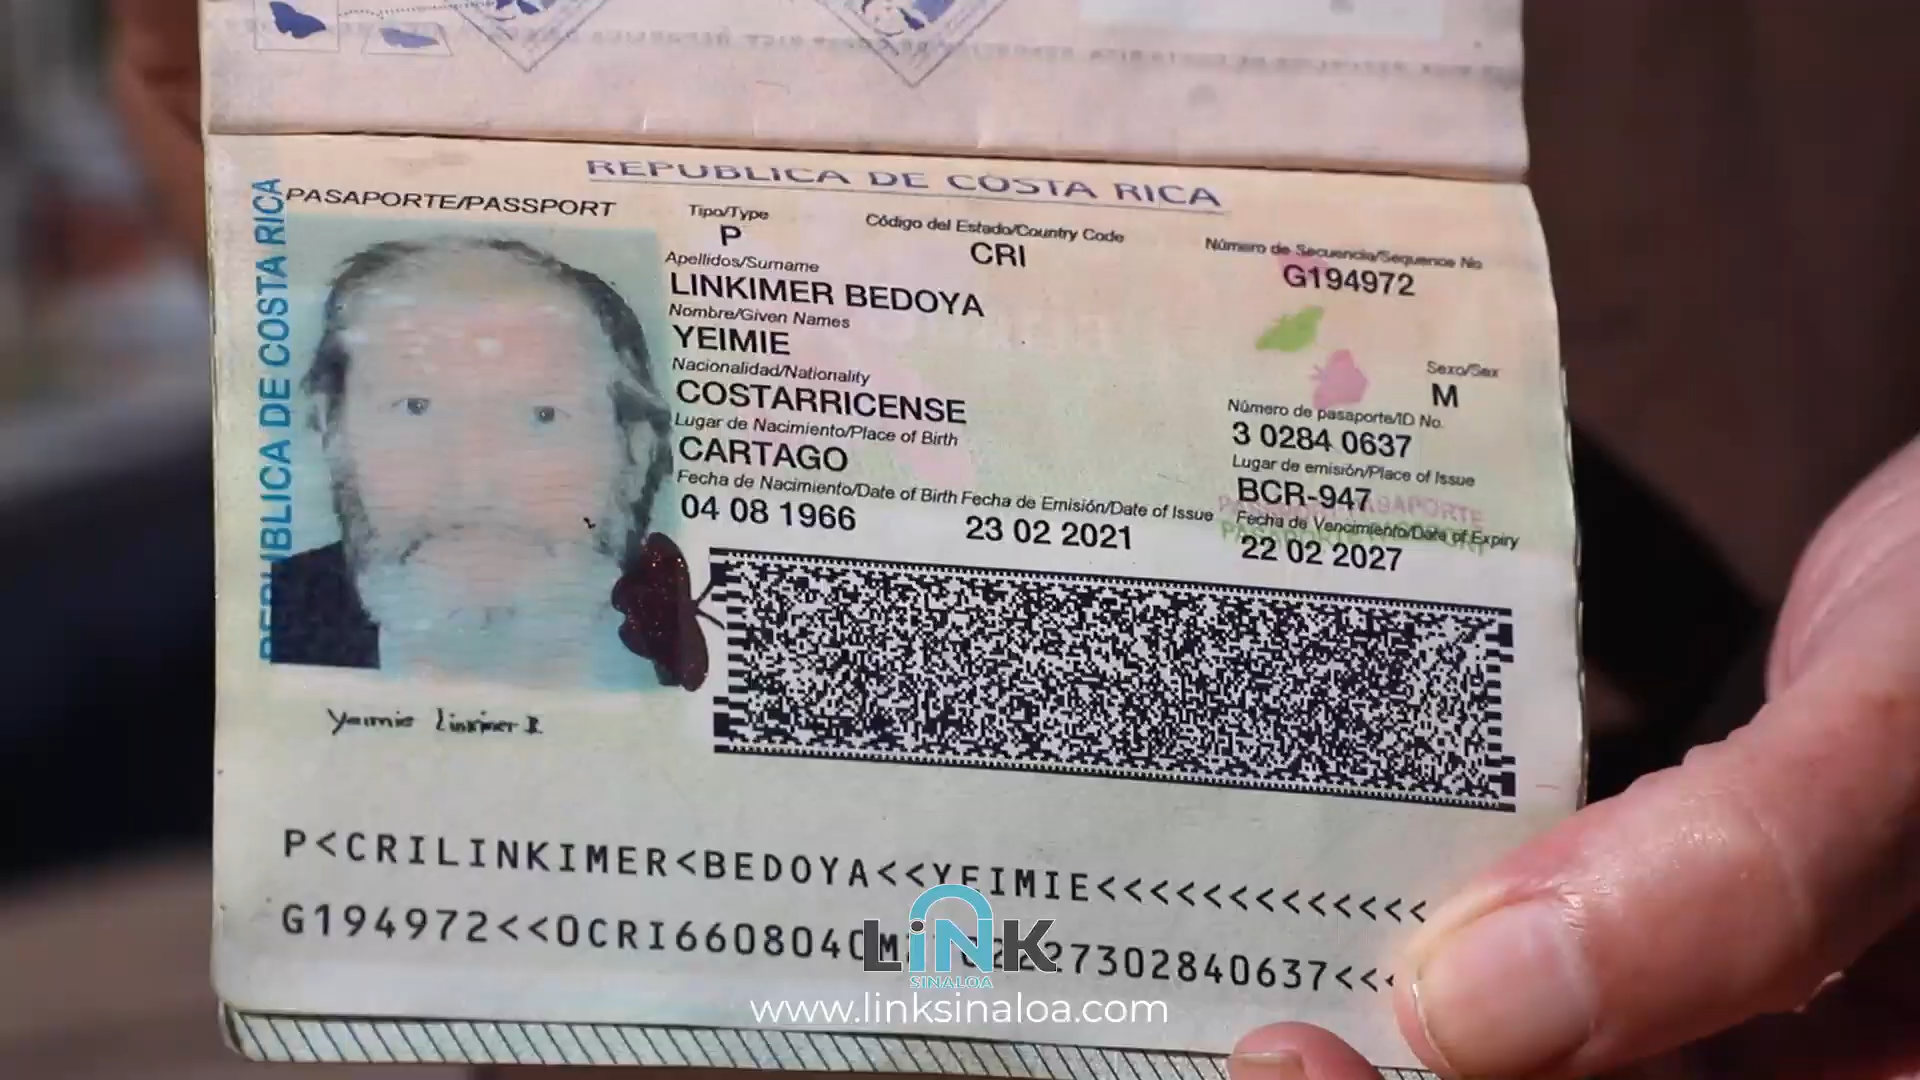 REPUBLICA DE COSTA RICA
REPUBLICA DE COSTA RICA
PASAPORTE/PASSPORT
Tipo/Type
P
Código del Estado/Country Code
CRI
Número de Secuencia/Sequence No
G194972
Apellidos/Surname
LINKIMER BEDOYA
Nombre/Given Names
YEIMIE
Nacionalidad/Nationality
COSTARRICENSE
Sexo/Sex
M
Lugar de Nacimiento/Place of Birth
CARTAGO
Número de pasaporte/ID No.
3 0284 0637
Lugar de emisión/Place of Issue
BCR-947
Fecha de Nacimiento/Date of Birth
04 08 1966
Fecha de Emisión/Date of Issue
23 02 2021
Fecha de Vencimiento/Date of Expiry
22 02 2027
Yeimie Linkimer B
P<CRILINKIMER<BEDOYA<<YEIMIE<<<<<<<<<<<<<<
G194972<<0CRI660804 M 2227302840637<<<
LiNK
SINALOA
www.linksinaloa.com